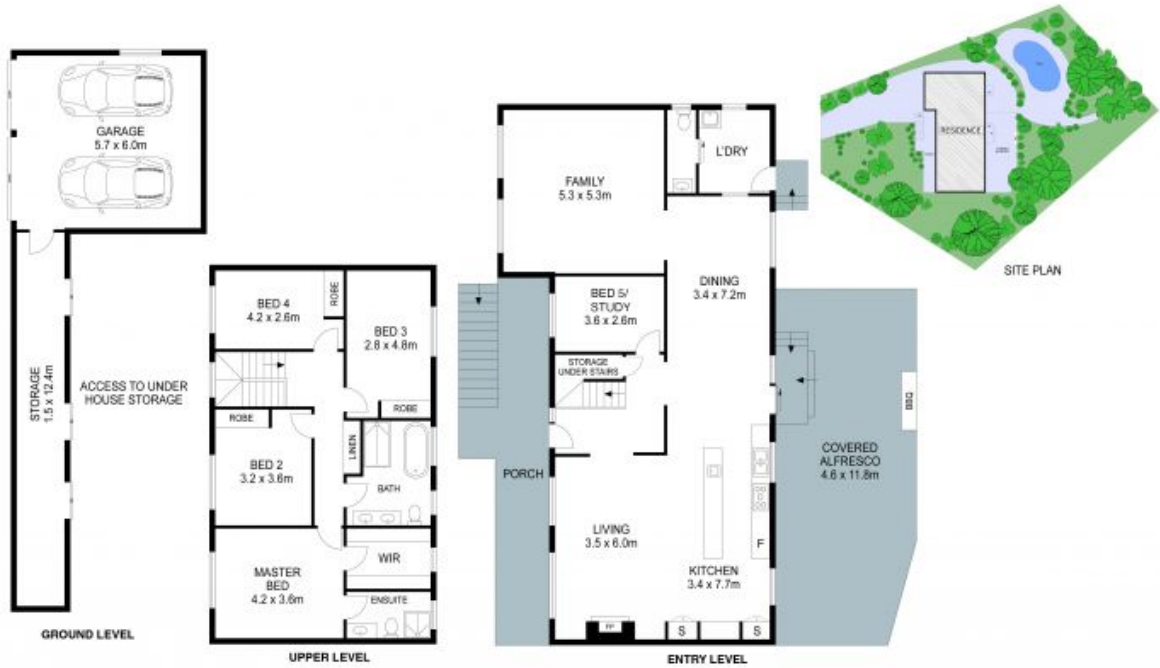 GARAGE
5.7 x 6.0m
STORAGE
1.5 x 12.4m
ACCESS TO UNDER
HOUSE STORAGE
GROUND LEVEL
BED 4
4.2 x 2.6m
ROBE
BED 3
2.8 x 4.8m
ROBE
ROBE
BED 2
3.2 x 3.6m
LINEN
BATH
MASTER
BED
4.2 x 3.6m
WIR
ENSUITE
UPPER LEVEL
FAMILY
5.3 x 5.3m
L'DRY
DINING
3.4 x 7.2m
BED 5/
STUDY
3.6 x 2.6m
STORAGE
UNDER STAIRS
PORCH
LIVING
3.5 x 6.0m
KITCHEN
3.4 x 7.7m
F
FP
S
S
COVERED
ALFRESCO
4.6 x 11.8m
BBQ
ENTRY LEVEL
RESIDENCE
SITE PLAN